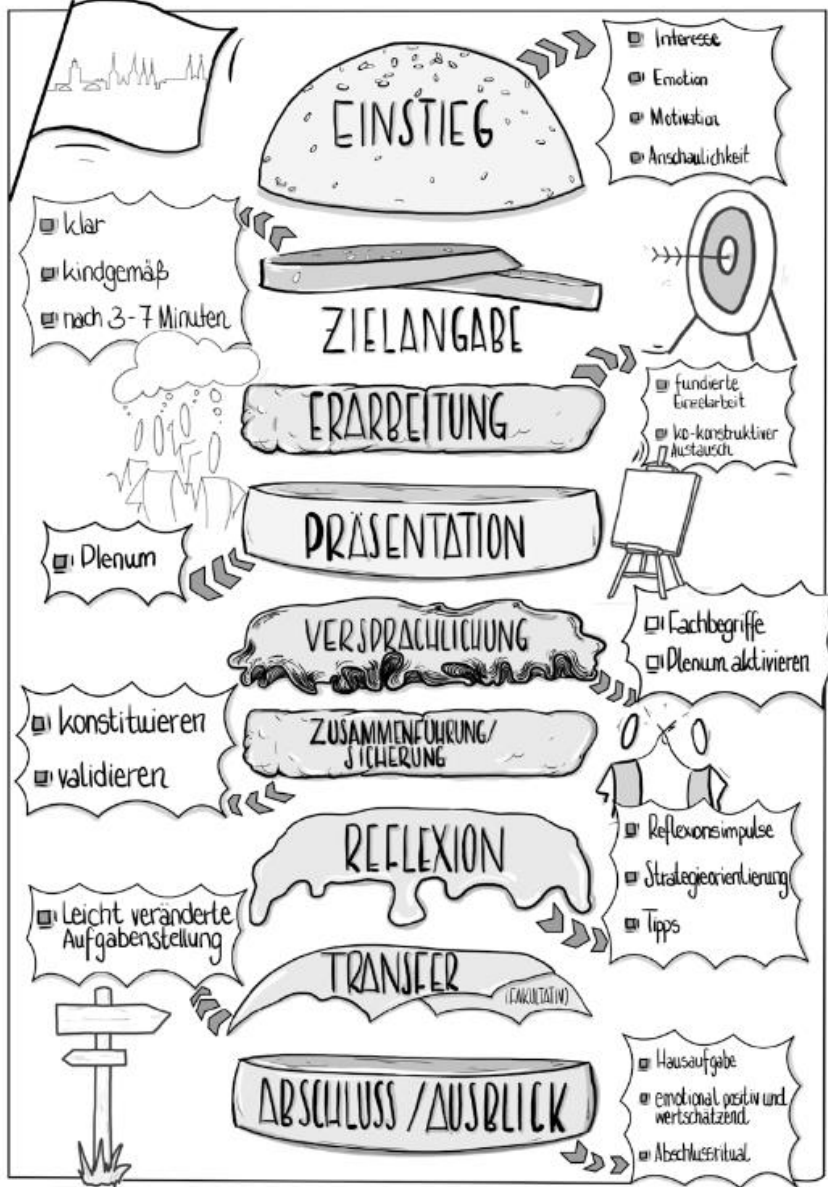 EINSTIEG
Interesse
Emotion
Motivation
Anschaulichkeit
klar
kindgemäß
nach 3-7 Minuten
ZIELANGABE
ERARBEITUNG
fundierte
Einzelarbeit
ko-konstruktiver
Austausch
PRÄSENTATION
Plenum
VERSPRACHLICHUNG
Fachbegriffe
Plenum aktivieren
konstituieren
validieren
ZUSAMMENFÜHRUNG/
SICHERUNG
REFLEXION
Reflexionsimpulse
Strategieorientierung
Tipps
Leicht veränderte
Aufgabenstellung
TRANSFER
(FAKULTATIV)
ABSCHLUSS / AUSBLICK
Hausaufgabe
emotional positiv und
wertschätzend
Abschlussritual